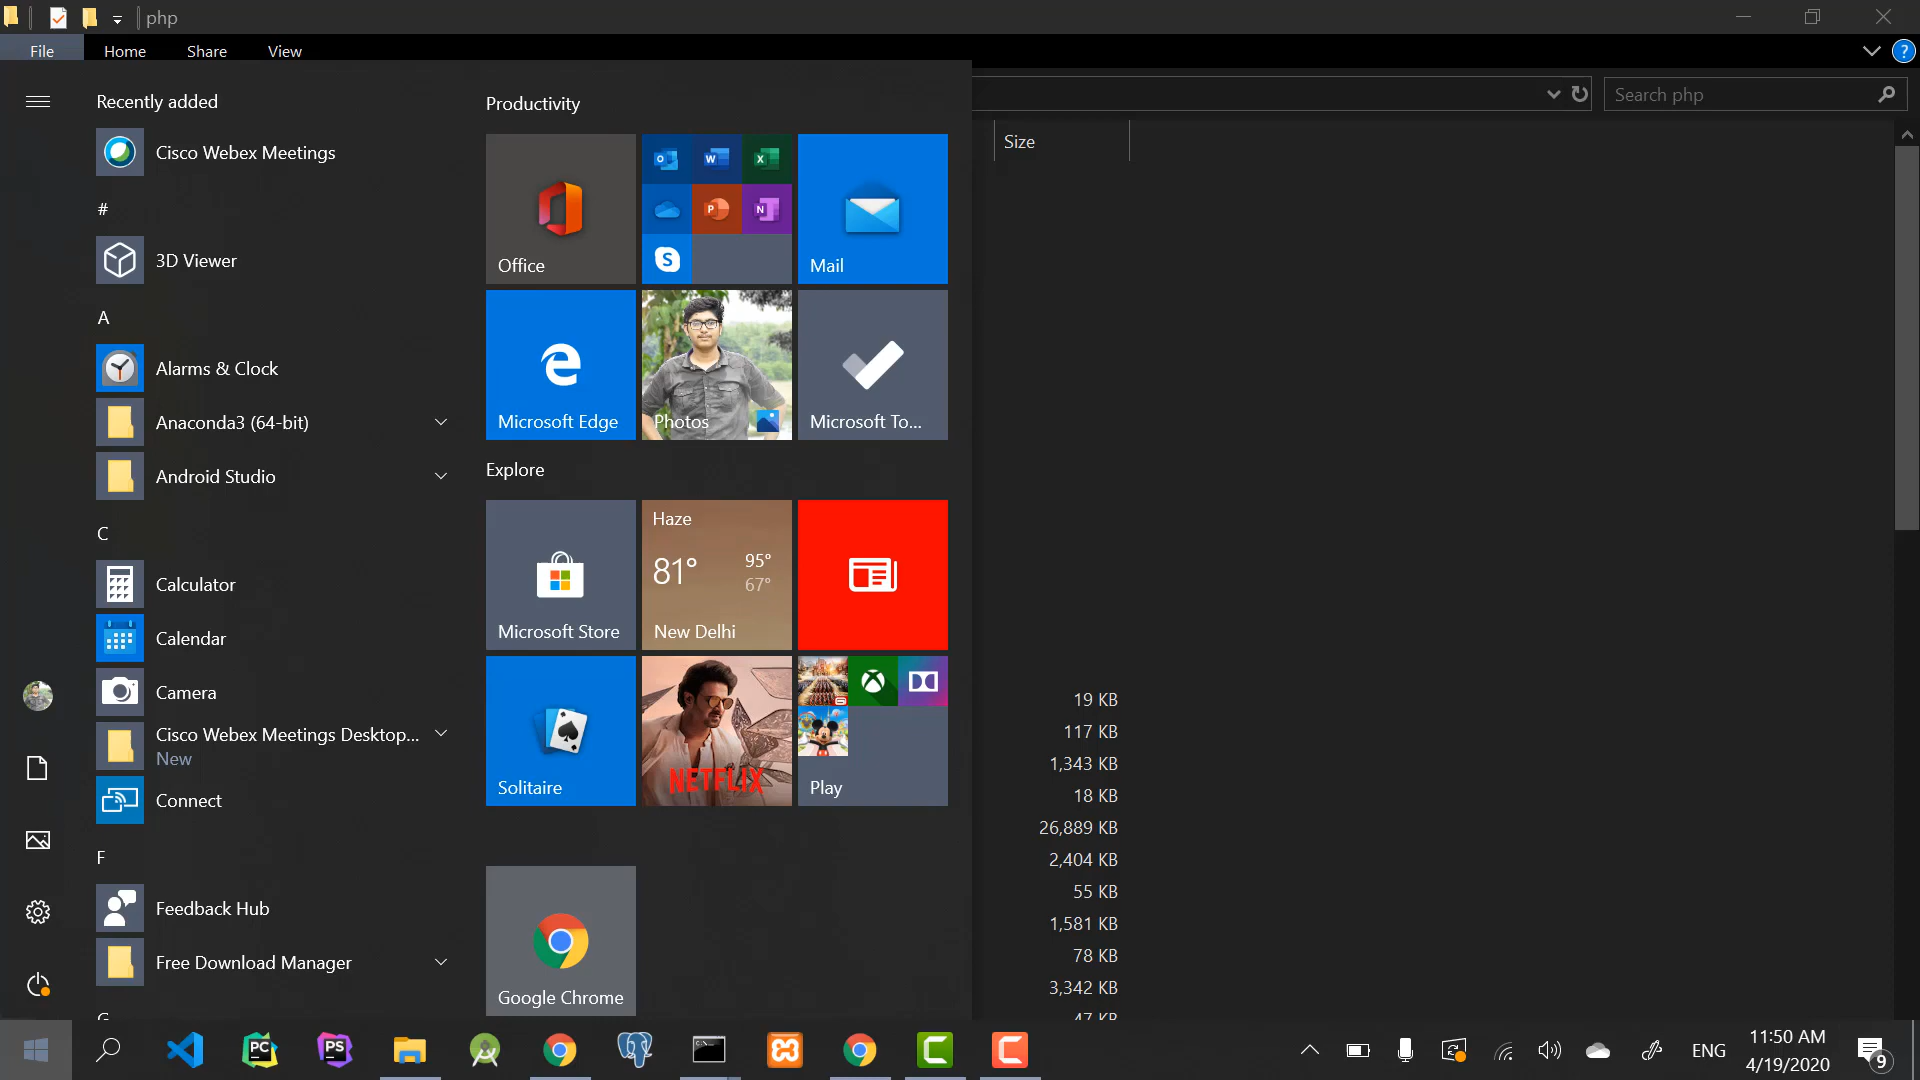 php
File
Home
Share
View
?
Search php
Size
Recently added
Cisco Webex Meetings
#
3D Viewer
A
Alarms & Clock
Anaconda3 (64-bit)
Android Studio
C
Calculator
Calendar
Camera
Cisco Webex Meetings Desktop...
New
Connect
F
Feedback Hub
Free Download Manager
Productivity
Office
Mail
Microsoft Edge
Photos
Microsoft To...
Explore
Microsoft Store
Haze
81°
95°
67°
New Delhi
Solitaire
NETFLIX
Play
Google Chrome
19 KB
117 KB
1,343 KB
18 KB
26,889 KB
2,404 KB
55 KB
1,581 KB
78 KB
3,342 KB
47 KB
PC
PS
ENG
11:50 AM
4/19/2020
9